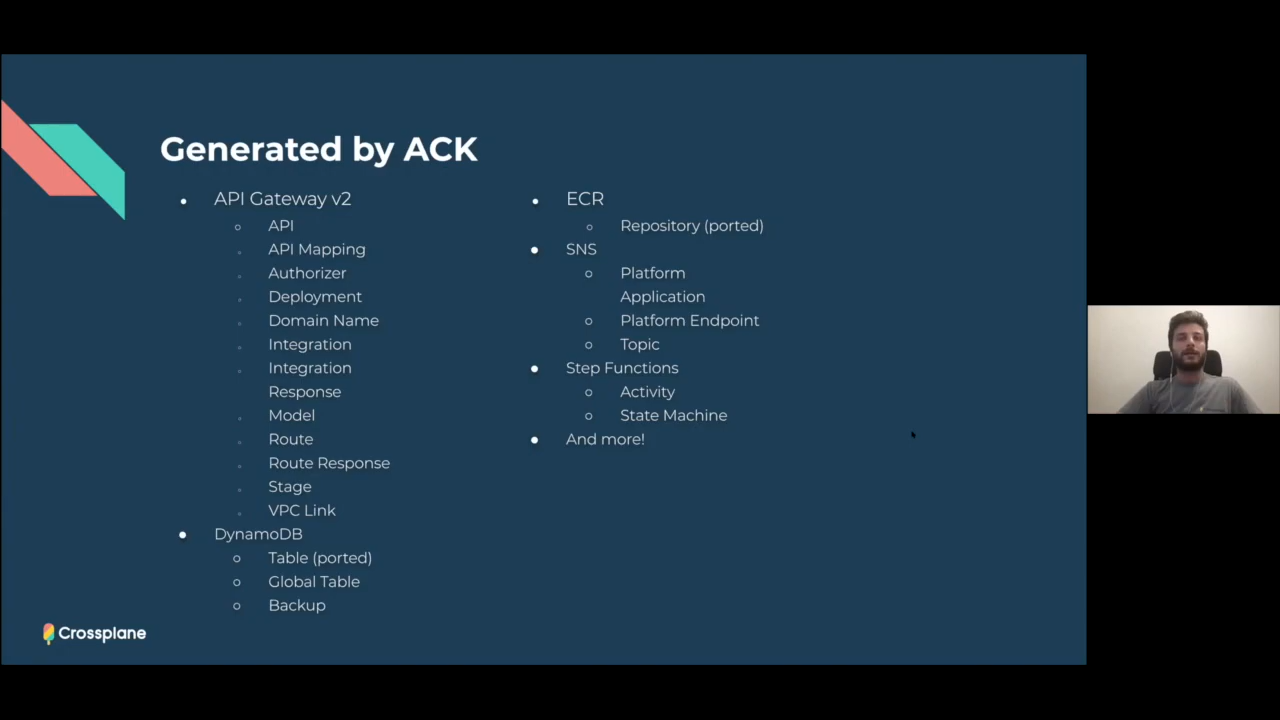 Generated by ACK
API Gateway v2
API
API Mapping
Authorizer
Deployment
Domain Name
Integration
Integration
Response
Model
Route
Route Response
Stage
VPC Link
DynamoDB
Table (ported)
Global Table
Backup
ECR
Repository (ported)
SNS
Platform
Application
Platform Endpoint
Topic
Step Functions
Activity
State Machine
And more!
Crossplane